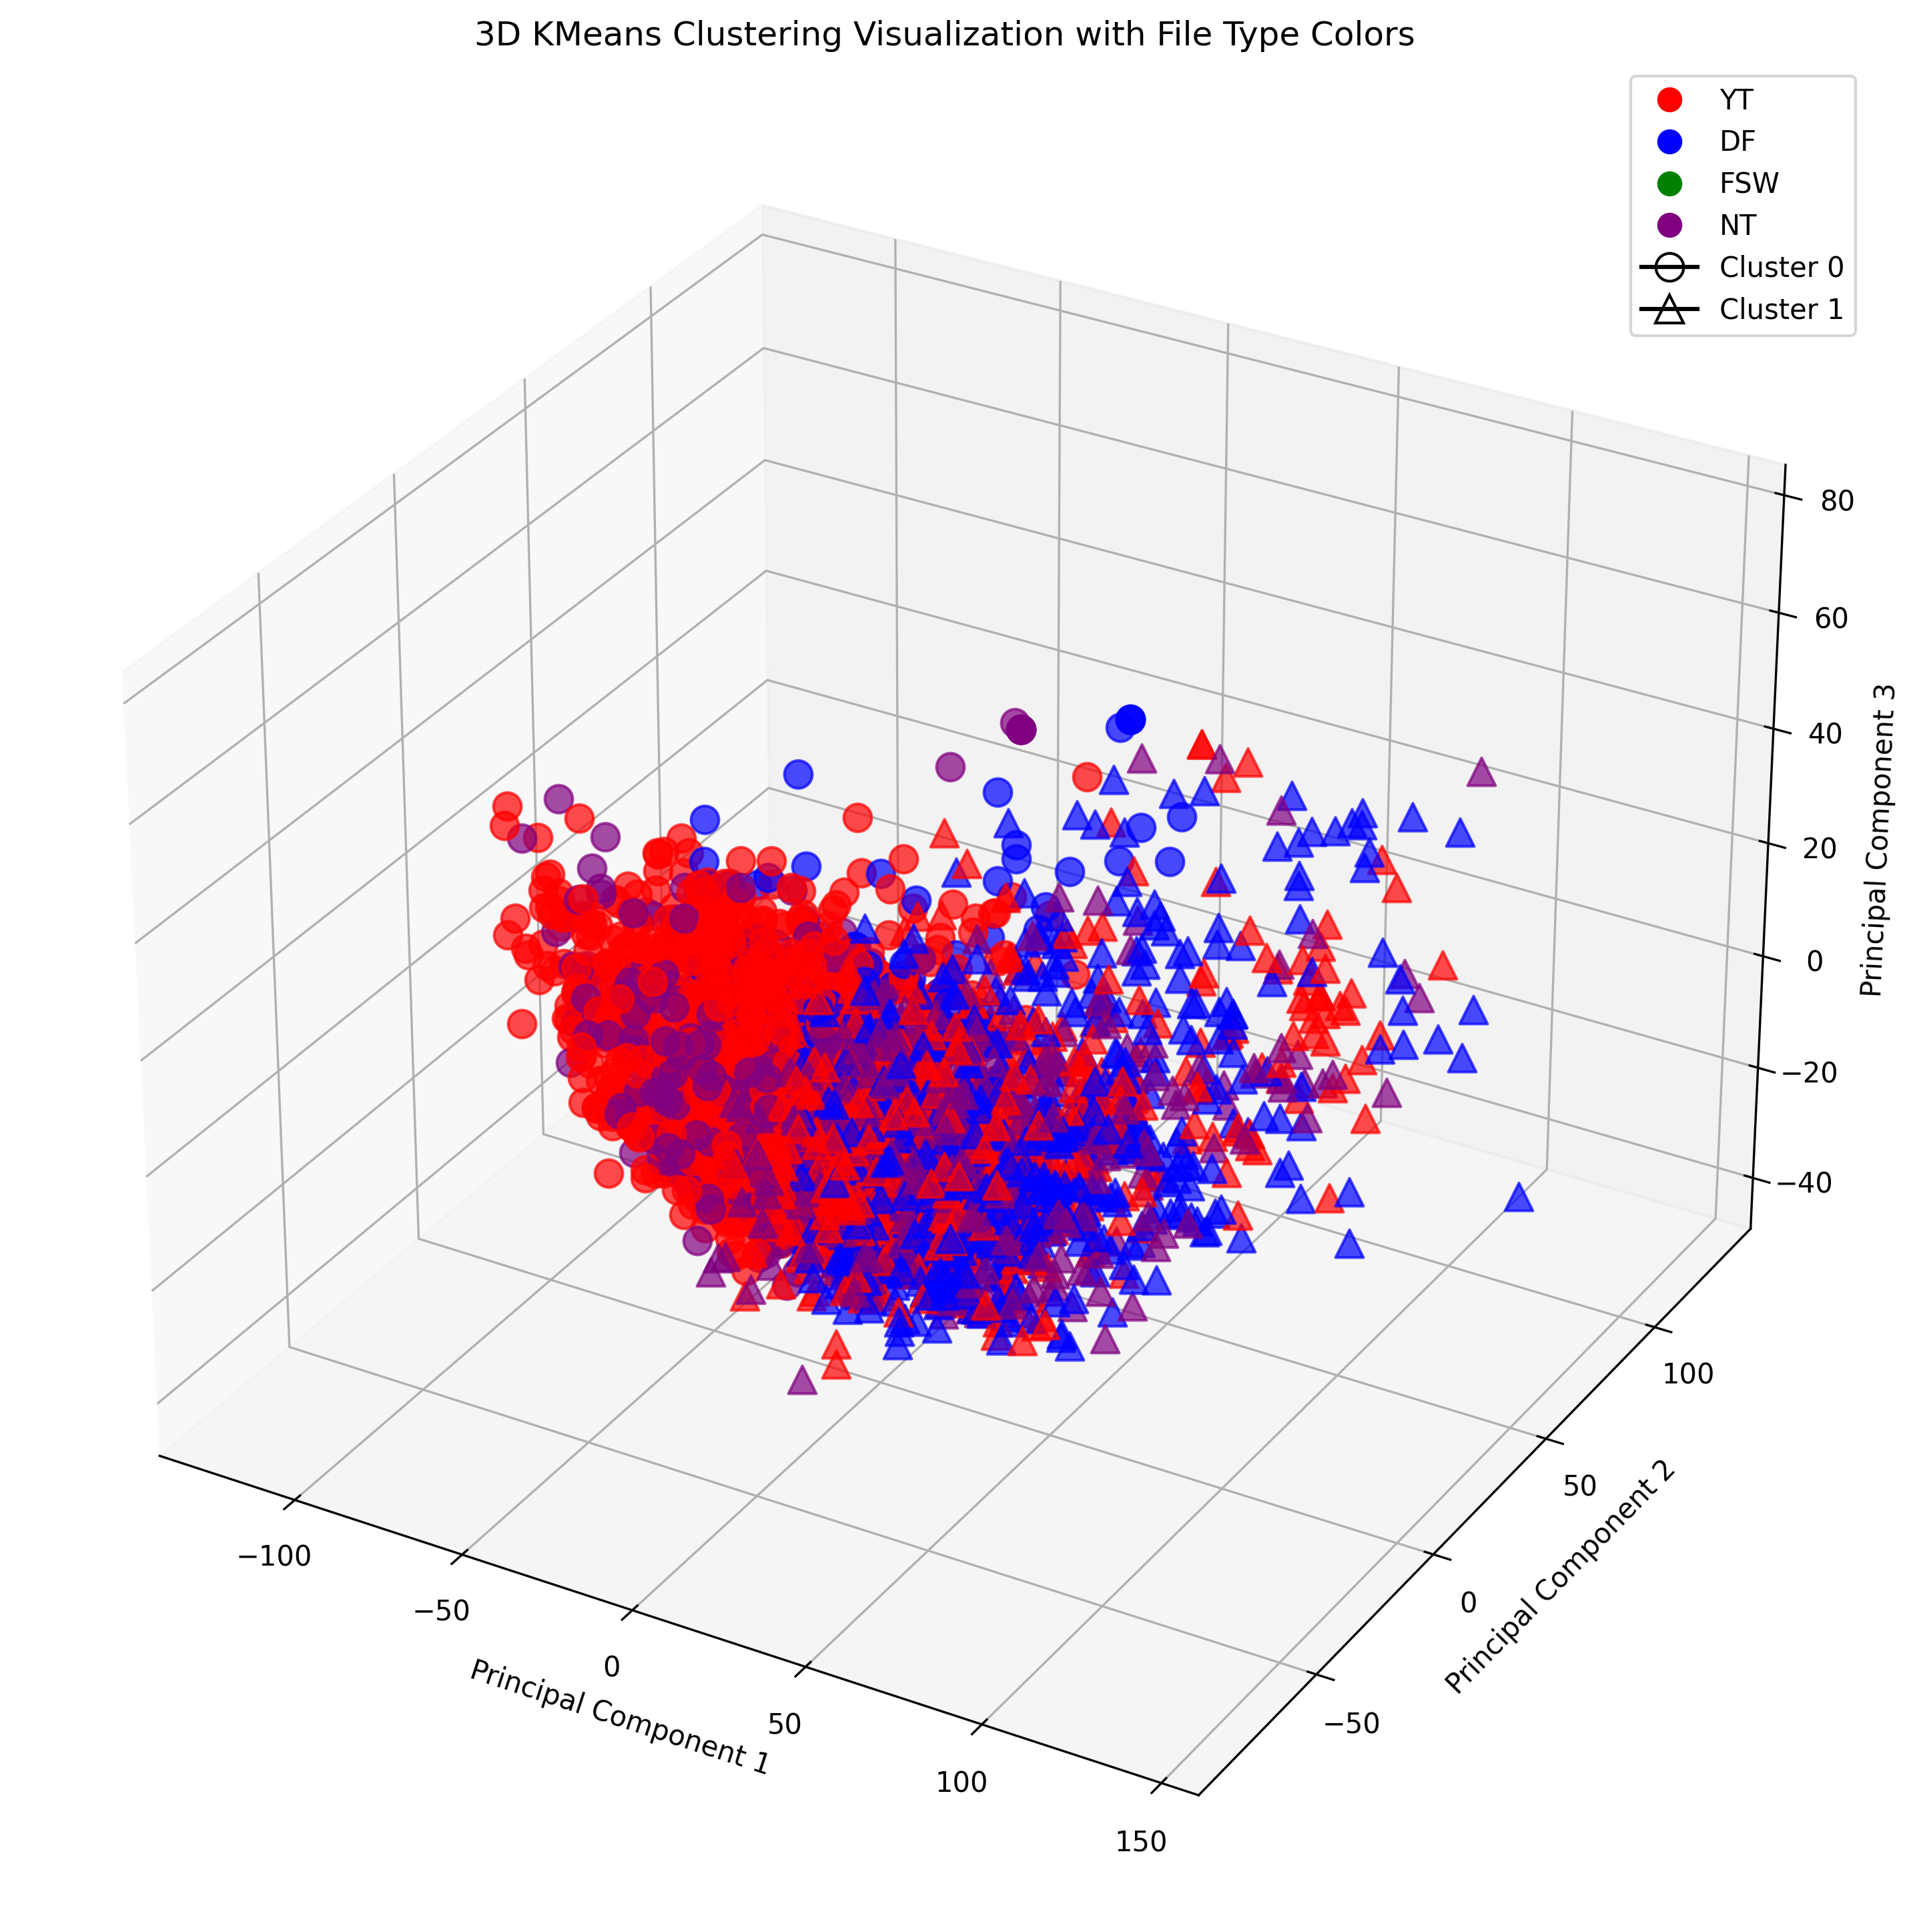 3D KMeans Clustering Visualization with File Type Colors
YT
DF
FSW
NT
Cluster 0
Cluster 1
80
60
40
20
0
−20
−40
Principal Component 3
100
50
0
−50
Principal Component 2
−100
−50
0
50
100
150
Principal Component 1